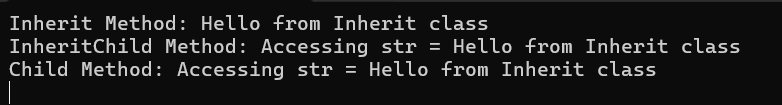 Inherit Method: Hello from Inherit class
InheritChild Method: Accessing str = Hello from Inherit class
Child Method: Accessing str = Hello from Inherit class